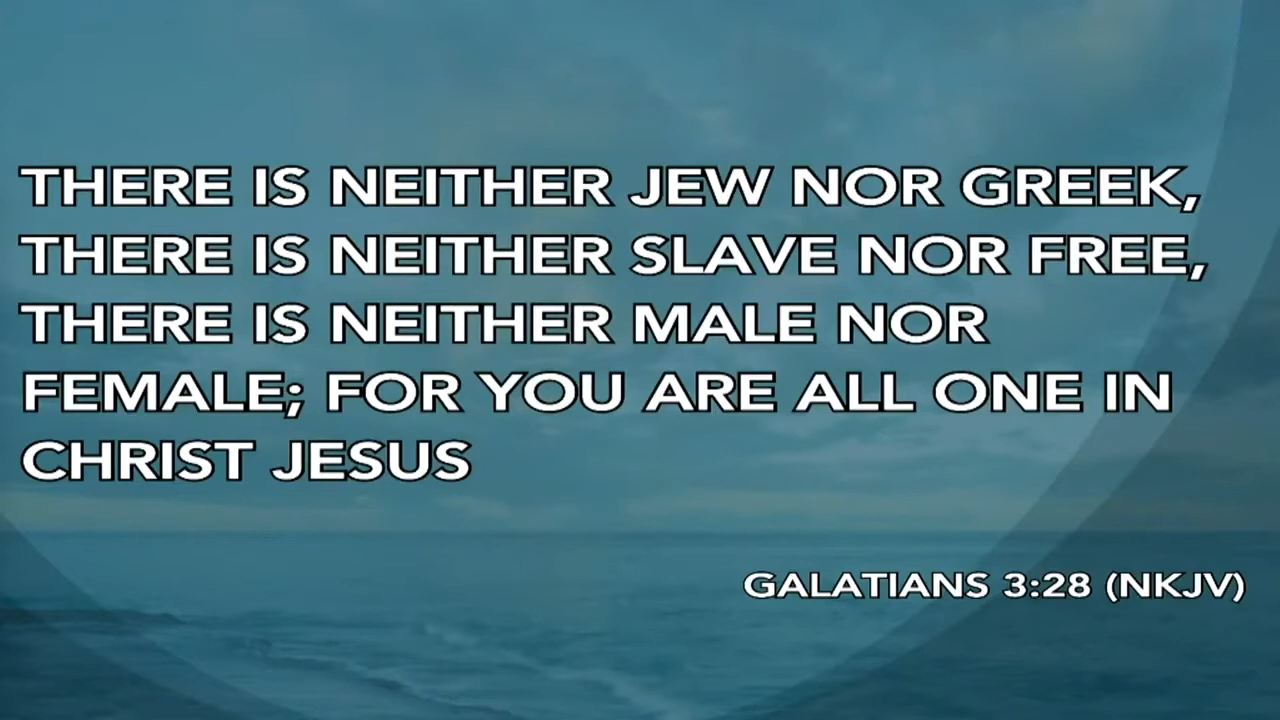 THERE IS NEITHER JEW NOR GREEK,
THERE IS NEITHER SLAVE NOR FREE,
THERE IS NEITHER MALE NOR
FEMALE; FOR YOU ARE ALL ONE IN
CHRIST JESUS
GALATIANS 3:28 (NKJV)